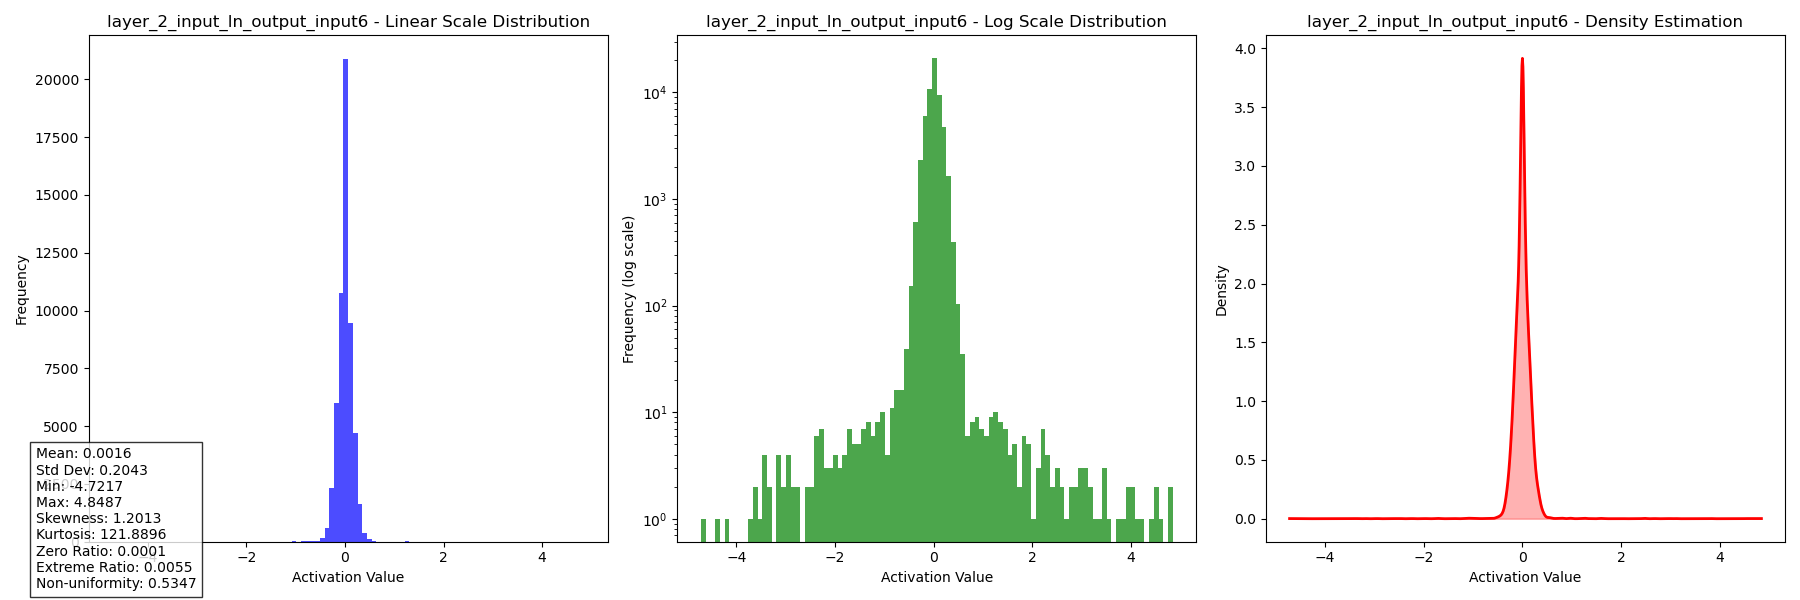 layer_2_input_ln_output_input6 - Linear Scale Distribution
Frequency
20000
17500
15000
12500
10000
7500
5000
0
−4
−2
0
2
4
Activation Value
Mean: 0.0016
Std Dev: 0.2043
Min: -4.7217
Max: 4.8487
Skewness: 1.2013
Kurtosis: 121.8896
Zero Ratio: 0.0001
Extreme Ratio: 0.0055
Non-uniformity: 0.5347
layer_2_input_ln_output_input6 - Log Scale Distribution
Frequency (log scale)
10⁴
10³
10²
10¹
10⁰
−4
−2
0
2
4
Activation Value
layer_2_input_ln_output_input6 - Density Estimation
Density
4.0
3.5
3.0
2.5
2.0
1.5
1.0
0.5
0.0
−4
−2
0
2
4
Activation Value